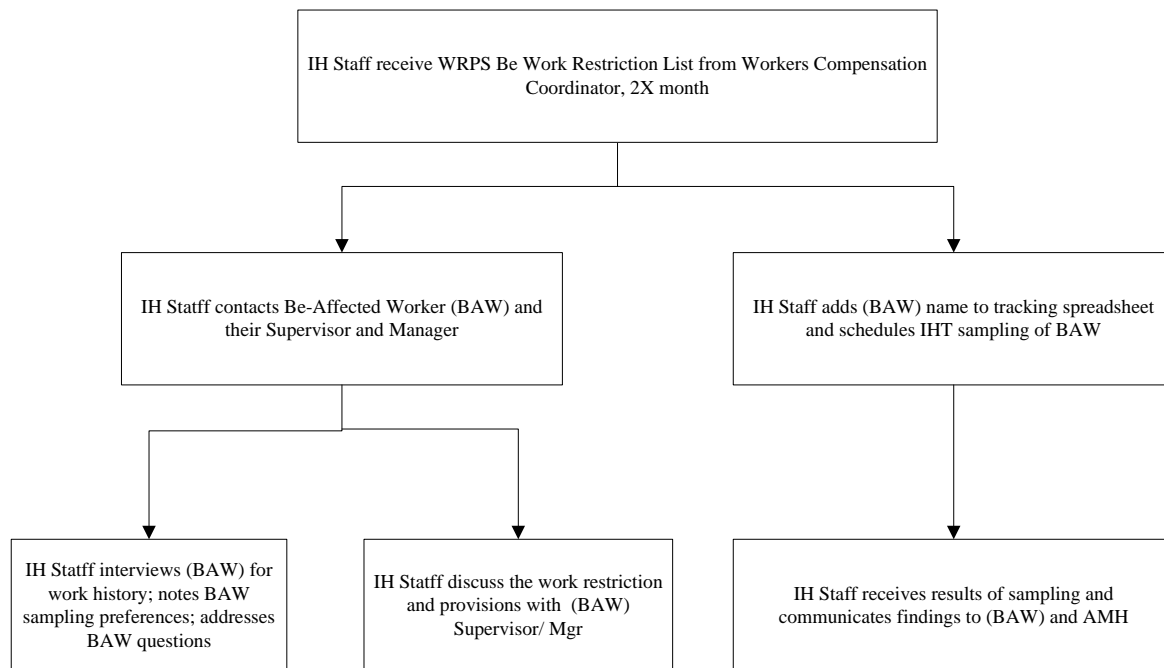 IH Staff receive WRPS Be Work Restriction List from Workers Compensation
Coordinator, 2X month
IH Statff contacts Be-Affected Worker (BAW) and
their Supervisor and Manager
IH Staff adds (BAW) name to tracking spreadsheet
and schedules IHT sampling of BAW
IH Statff interviews (BAW) for
work history; notes BAW
sampling preferences; addresses
BAW questions
IH Statff discuss the work restriction
and provisions with  (BAW)
Supervisor/ Mgr
IH Staff receives results of sampling and
communicates findings to (BAW) and AMH